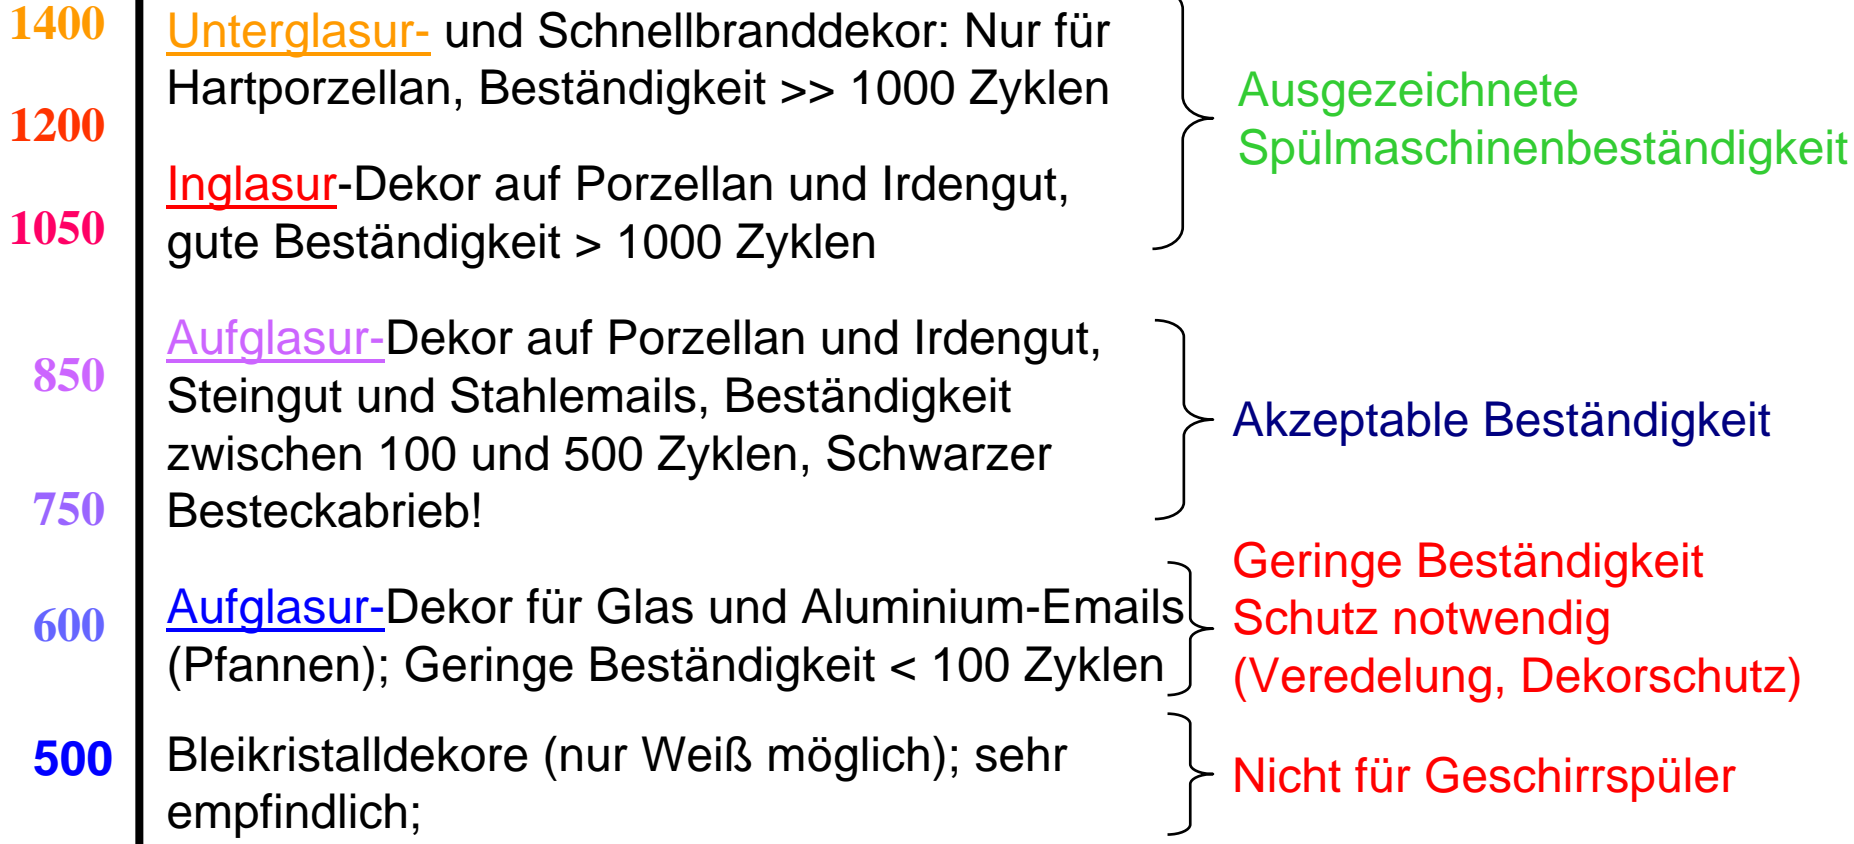 1400
Unterglasur- und Schnellbranddekor: Nur für
Hartporzellan, Beständigkeit >> 1000 Zyklen
1200
Ausgezeichnete
Spülmaschinenbeständigkeit
Inglasur-Dekor auf Porzellan und Irdengut,
gute Beständigkeit > 1000 Zyklen
1050
Aufglasur-Dekor auf Porzellan und Irdengut,
Steingut und Stahlemails, Beständigkeit
zwischen 100 und 500 Zyklen, Schwarzer
Besteckabrieb!
850
750
Akzeptable Beständigkeit
600
Aufglasur-Dekor für Glas und Aluminium-Emails
(Pfannen); Geringe Beständigkeit < 100 Zyklen
Geringe Beständigkeit
Schutz notwendig
(Veredelung, Dekorschutz)
500
Bleikristalldekore (nur Weiß möglich); sehr
empfindlich;
Nicht für Geschirrspüler